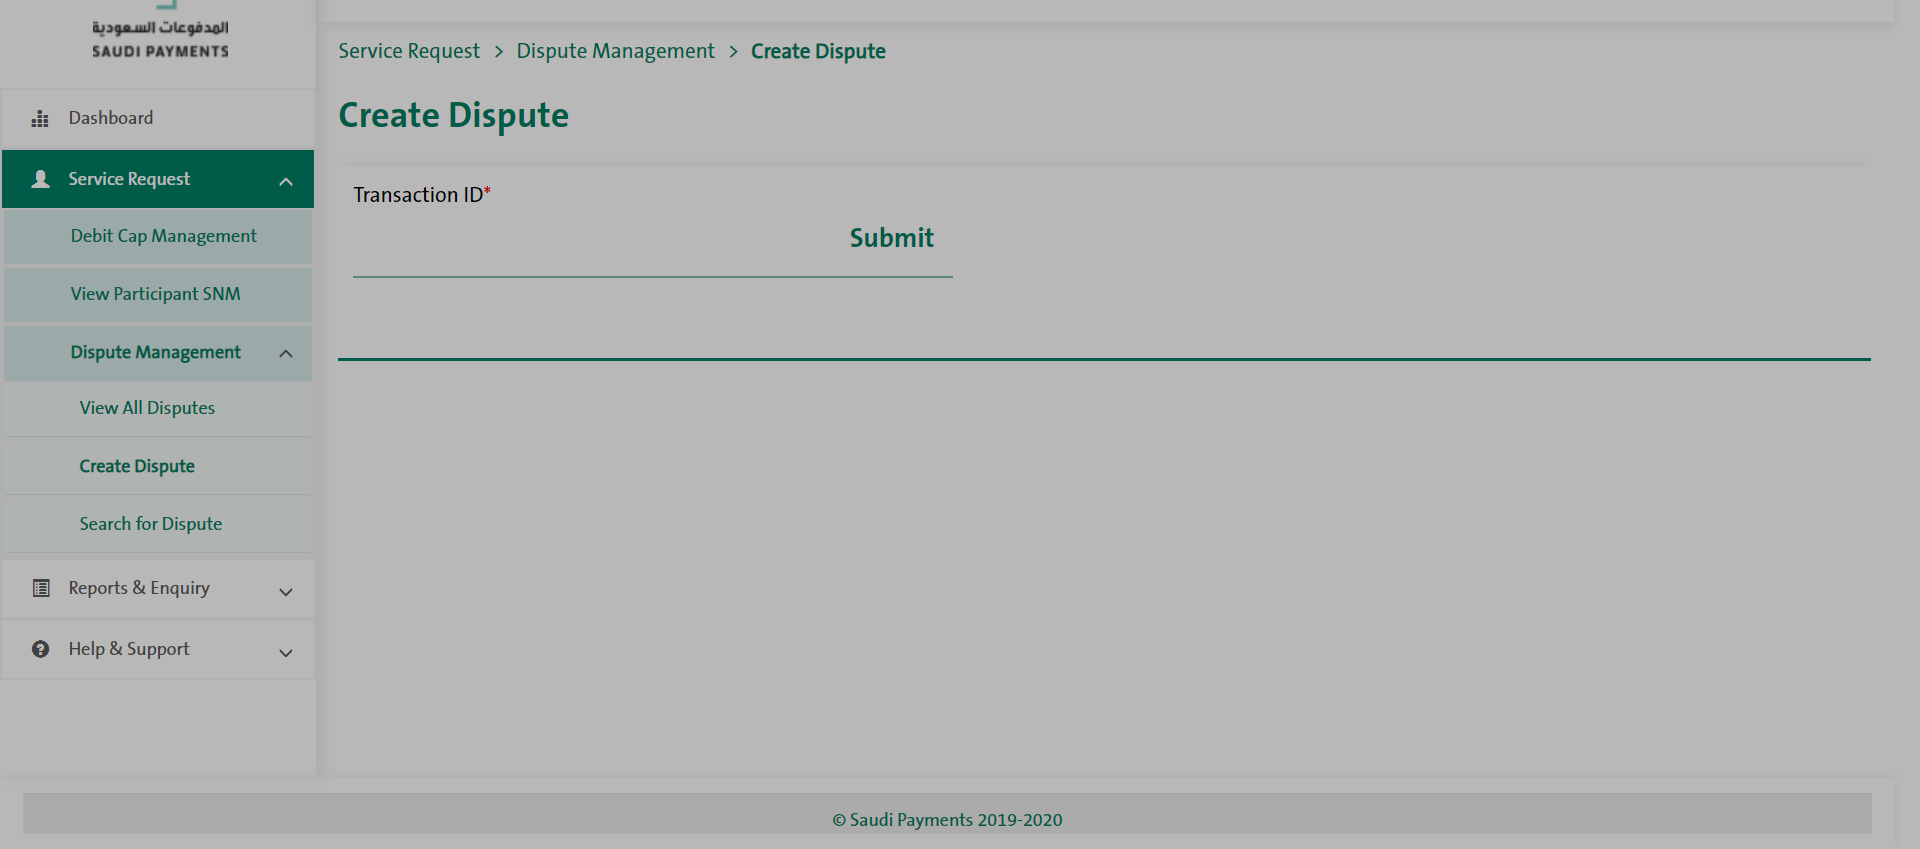 المدفوعات السعودية
SAUDI PAYMENTS
Dashboard
Service Request
Debit Cap Management
View Participant SNM
Dispute Management
View All Disputes
Create Dispute
Search for Dispute
Reports & Enquiry
Help & Support
Service Request > Dispute Management > Create Dispute
Create Dispute
Transaction ID*
Submit
© Saudi Payments 2019-2020